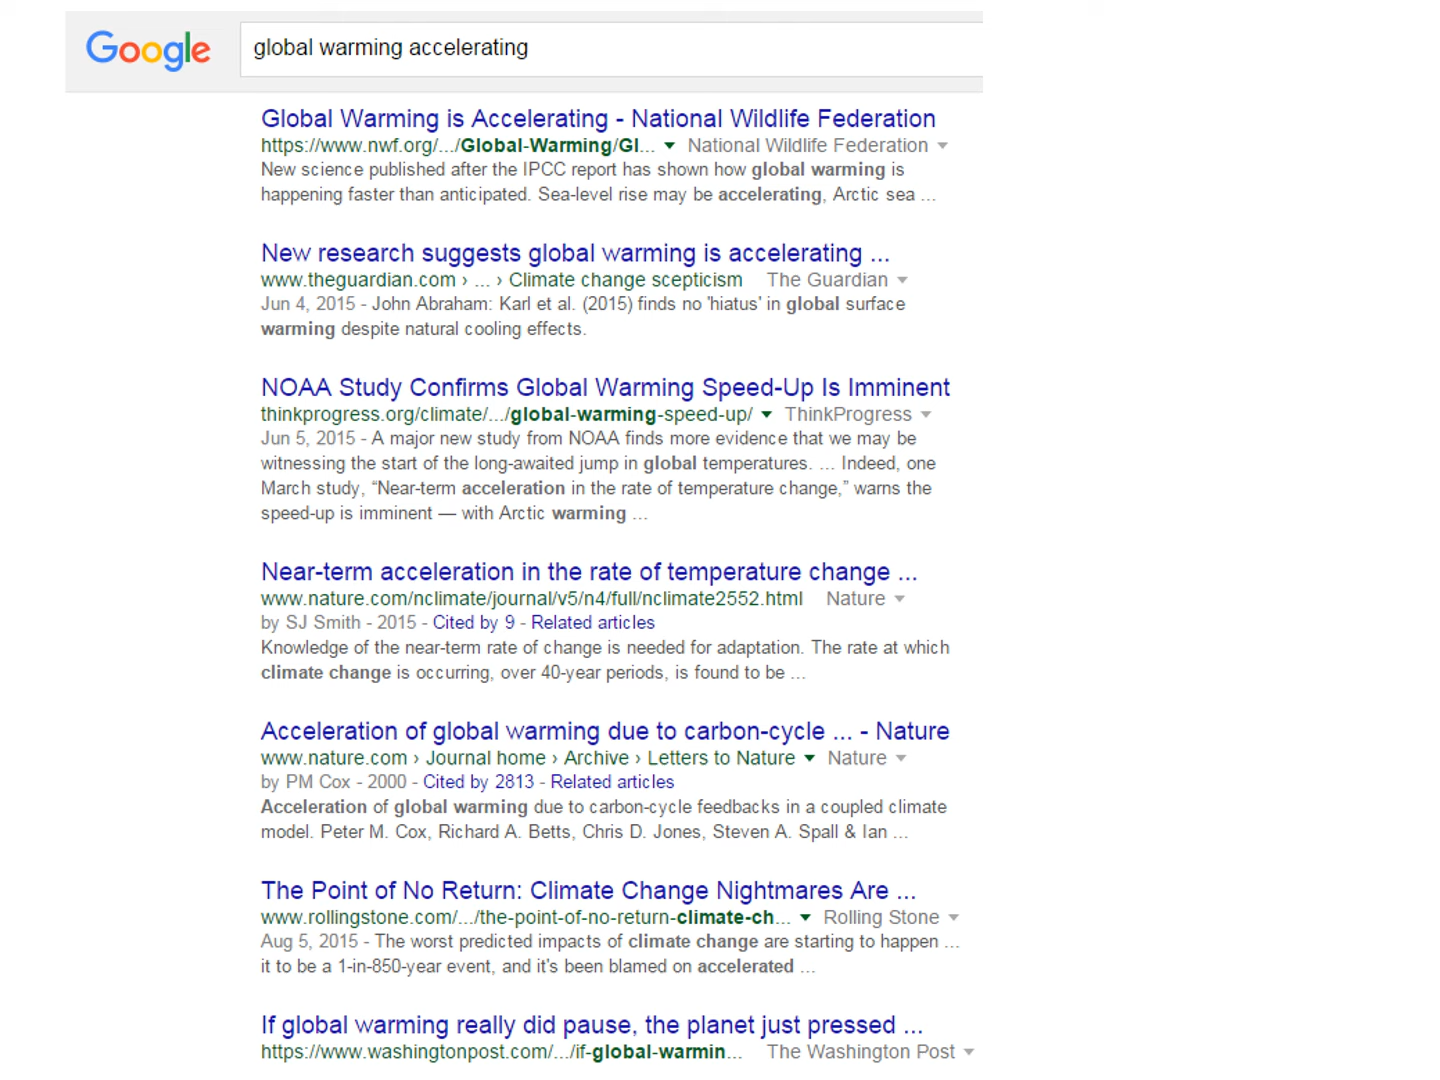 Google
global warming accelerating
Global Warming is Accelerating - National Wildlife Federation
https://www.nwf.org/.../Global-Warming/Gl... ▼ National Wildlife Federation ▼
New science published after the IPCC report has shown how global warming is
happening faster than anticipated. Sea-level rise may be accelerating, Arctic sea ...
New research suggests global warming is accelerating ...
www.theguardian.com › ... › Climate change scepticism The Guardian ▼
Jun 4, 2015 - John Abraham: Karl et al. (2015) finds no 'hiatus' in global surface
warming despite natural cooling effects.
NOAA Study Confirms Global Warming Speed-Up Is Imminent
thinkprogress.org/climate/.../global-warming-speed-up/ ▼ ThinkProgress ▼
Jun 5, 2015 - A major new study from NOAA finds more evidence that we may be
witnessing the start of the long-awaited jump in global temperatures. ... Indeed, one
March study, “Near-term acceleration in the rate of temperature change,” warns the
speed-up is imminent — with Arctic warming ...
Near-term acceleration in the rate of temperature change ...
www.nature.com/nclimate/journal/v5/n4/full/nclimate2552.html Nature ▼
by SJ Smith - 2015 - Cited by 9 - Related articles
Knowledge of the near-term rate of change is needed for adaptation. The rate at which
climate change is occurring, over 40-year periods, is found to be ...
Acceleration of global warming due to carbon-cycle ... - Nature
www.nature.com › Journal home › Archive › Letters to Nature ▼ Nature ▼
by PM Cox - 2000 - Cited by 2813 - Related articles
Acceleration of global warming due to carbon-cycle feedbacks in a coupled climate
model. Peter M. Cox, Richard A. Betts, Chris D. Jones, Steven A. Spall & Ian ...
The Point of No Return: Climate Change Nightmares Are ...
www.rollingstone.com/.../the-point-of-no-return-climate-ch... ▼ Rolling Stone ▼
Aug 5, 2015 - The worst predicted impacts of climate change are starting to happen ...
it to be a 1-in-850-year event, and it's been blamed on accelerated ...
If global warming really did pause, the planet just pressed ...
https://www.washingtonpost.com/.../if-global-warmin... The Washington Post ▼